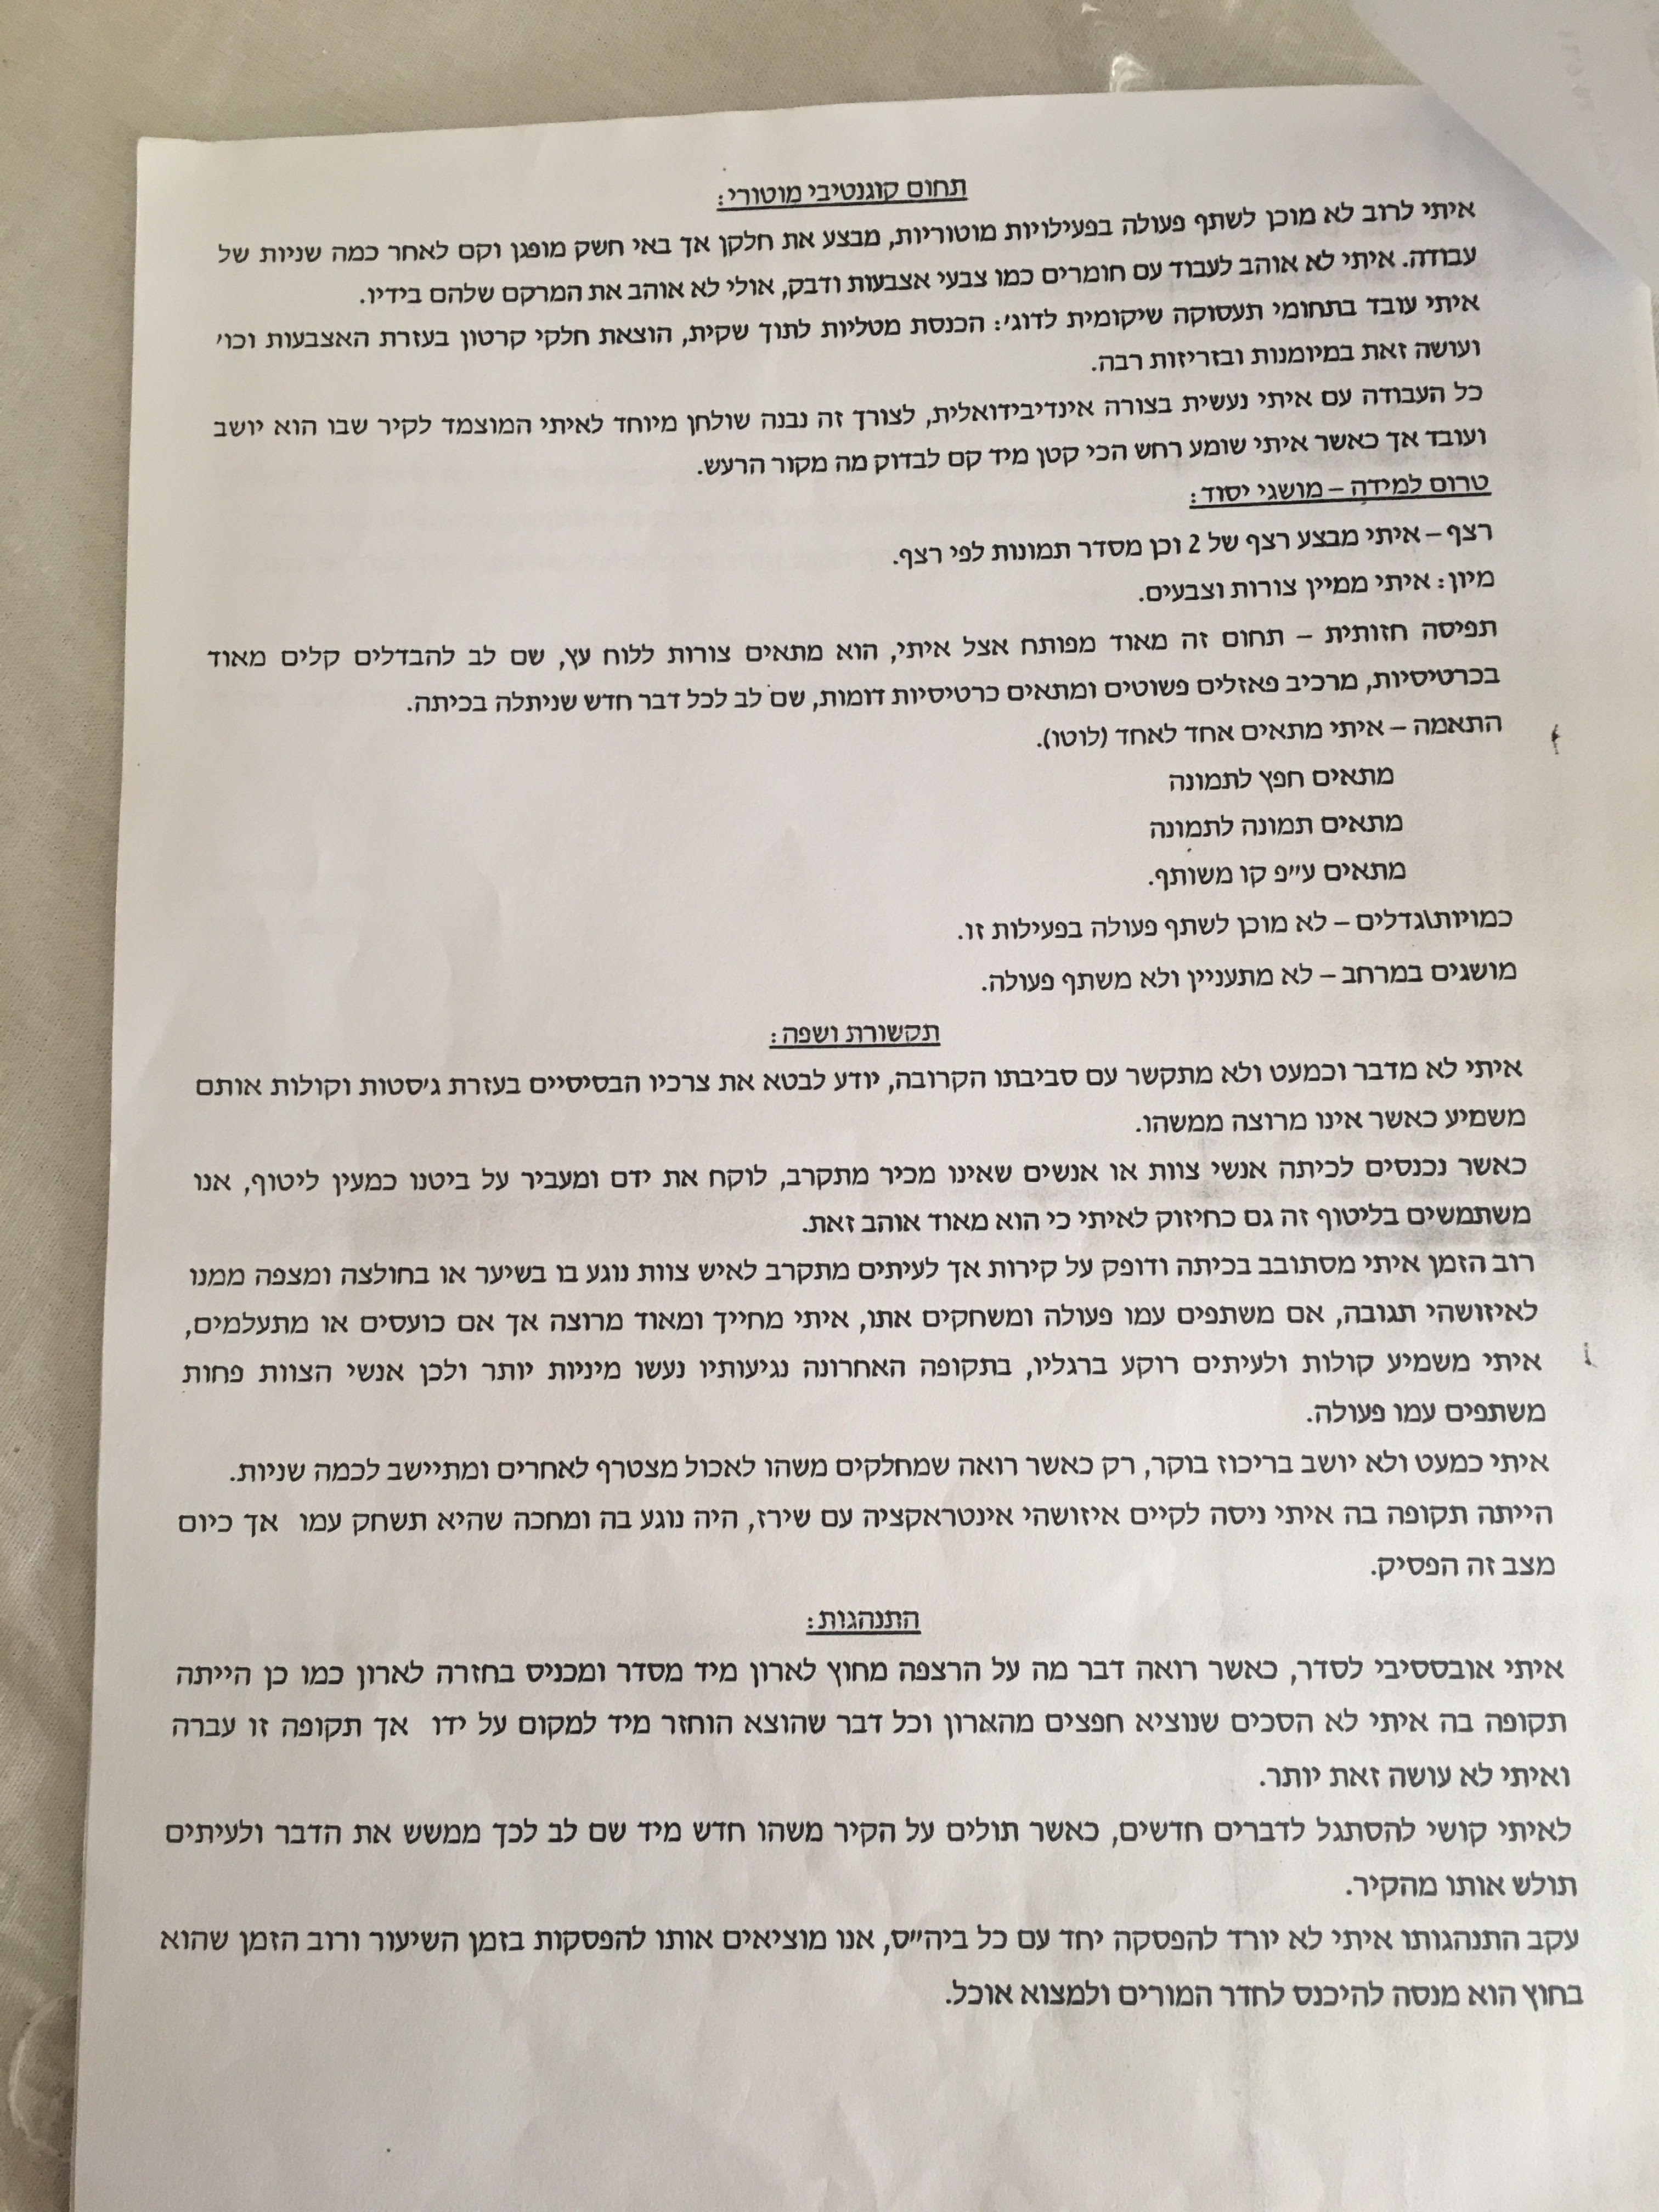 תחום קוגנטיבי מוטורי:
איתי לרוב לא מוכן לשתף פעולה בפעילויות מוטוריות, מבצע את חלקן אך באי חשק מופגן וקם לאחר כמה שניות של
עבודה. איתי לא אוהב לעבוד עם חומרים כמו צבעי אצבעות ודבק, אולי לא אוהב את המרקם שלהם בידיו.
איתי עובד בתחומי תעסוקה שיקומית לדוג׳: הכנסת מטליות לתוך שקית, הוצאת חלקי קרטון בעזרת האצבעות וכו׳
ועושה זאת במיומנות ובזריזות רבה.
כל העבודה עם איתי נעשית בצורה אינדיבידואלית, לצורך זה נבנה שולחן מיוחד לאיתי המוצמד לקיר שבו הוא יושב
ועובד אך כאשר איתי שומע רחש הכי קטן מיד קם לבדוק מה מקור הרעש.
טרום למידה – מושגי יסוד:
רצף – איתי מבצע רצף של 2 וכן מסדר תמונות לפי רצף.
מיון: איתי ממיין צורות וצבעים.
תפיסה חזותית – תחום זה מאוד מפותח אצל איתי, הוא מתאים צורות ללוח עץ, שם לב להבדלים קלים מאוד
בכרטיסיות, מרכיב פאזלים פשוטים ומתאים כרטיסיות דומות, שם לב לכל דבר חדש שניתלה בכיתה.
התאמה – איתי מתאים אחד לאחד (לוטו).
מתאים חפץ לתמונה
מתאים תמונה לתמונה
מתאים ע״פ קו משותף.
כמויות\גדלים – לא מוכן לשתף פעולה בפעילות זו.
מושגים במרחב – לא מתעניין ולא משתף פעולה.
תקשורת ושפה:
איתי לא מדבר וכמעט ולא מתקשר עם סביבתו הקרובה, יודע לבטא את צרכיו הבסיסיים בעזרת ג׳סטות וקולות אותם
משמיע כאשר אינו מרוצה ממשהו.
כאשר נכנסים לכיתה אנשי צוות או אנשים שאינו מכיר מתקרב, לוקח את ידם ומעביר על ביטנו כמעין ליטוף, אנו
משתמשים בליטוף זה גם כחיזוק לאיתי כי הוא מאוד אוהב זאת.
רוב הזמן איתי מסתובב בכיתה ודופק על קירות אך לעיתים מתקרב לאיש צוות נוגע בו בשיער או בחולצה ומצפה ממנו
לאיזושהי תגובה, אם משתפים עמו פעולה ומשחקים אתו, איתי מחייך ומאוד מרוצה אך אם כועסים או מתעלמים,
איתי משמיע קולות ולעיתים רוקע ברגליו, בתקופה האחרונה נגיעותיו נעשו מיניות יותר ולכן אנשי הצוות פחות
משתפים עמו פעולה.
איתי כמעט ולא יושב בריכוז בוקר, רק כאשר רואה שמחלקים משהו לאכול מצטרף לאחרים ומתיישב לכמה שניות.
הייתה תקופה בה איתי ניסה לקיים איזושהי אינטראקציה עם שירז, היה נוגע בה ומחכה שהיא תשחק עמו אך כיום
מצב זה הפסיק.
התנהגות:
איתי אובססיבי לסדר, כאשר רואה דבר מה על הרצפה מחוץ לארון מיד מסדר ומכניס בחזרה לארון כמו כן הייתה
תקופה בה איתי לא הסכים שנוציא חפצים מהארון וכל דבר שהוצא הוחזר מיד למקום על ידו אך תקופה זו עברה
ואיתי לא עושה זאת יותר.
לאיתי קושי להסתגל לדברים חדשים, כאשר תולים על הקיר משהו חדש מיד שם לב לכך ממשש את הדבר ולעיתים
תולש אותו מהקיר.
עקב התנהגותו איתי לא יורד להפסקה יחד עם כל ביה״ס, אנו מוציאים אותו להפסקות בזמן השיעור ורוב הזמן שהוא
בחוץ הוא מנסה להיכנס לחדר המורים ולמצוא אוכל.